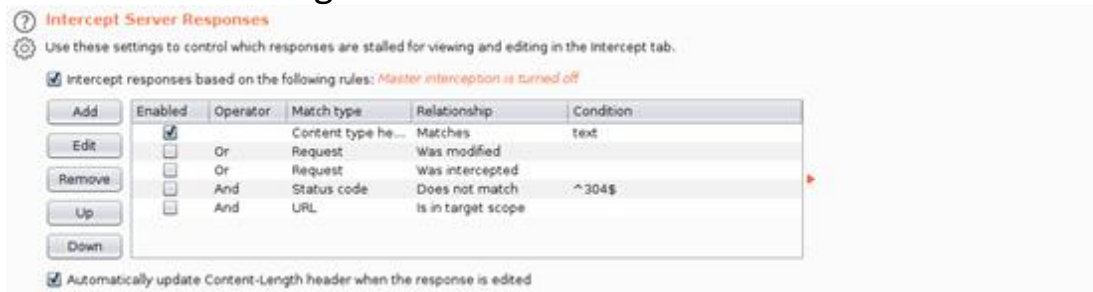 Intercept Server Responses
Use these settings to control which responses are stalled for viewing and editing in the Intercept tab.
Intercept responses based on the following rules: Master interception is turned off
Add
Edit
Remove
Up
Down
Enabled Operator Match type Relationship Condition
Content type he... Matches text
Or Request Was modified
Or Request Was intercepted
And Status code Does not match ^304$
And URL Is in target scope
Automatically update Content-Length header when the response is edited